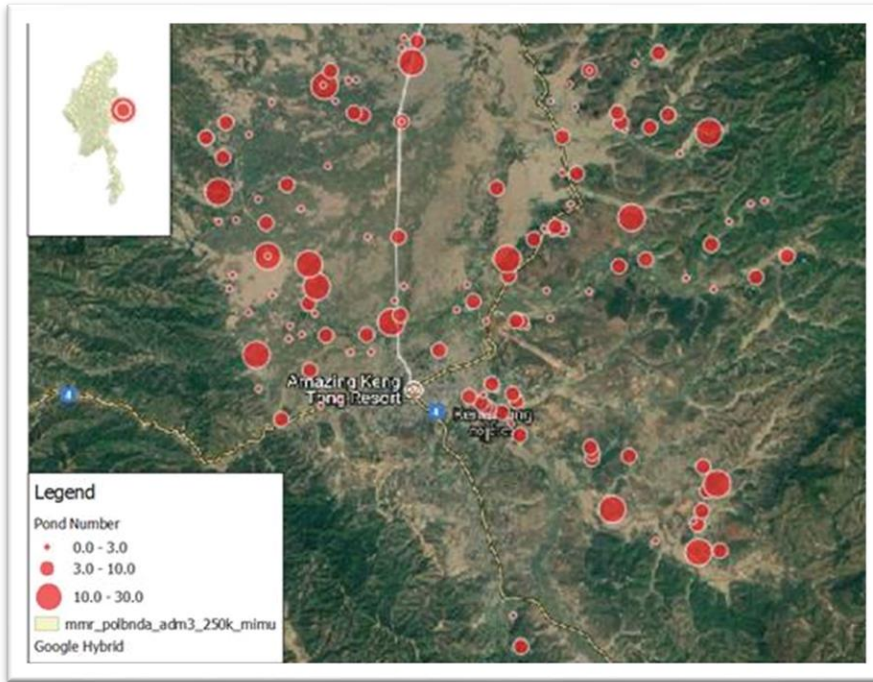 Amazing Keng
Tong Resort
4
4
Legend
Pond Number
0.0 - 3.0
3.0 - 10.0
10.0 - 30.0
mmr_polbnda_adm3_250k_mimu
Google Hybrid